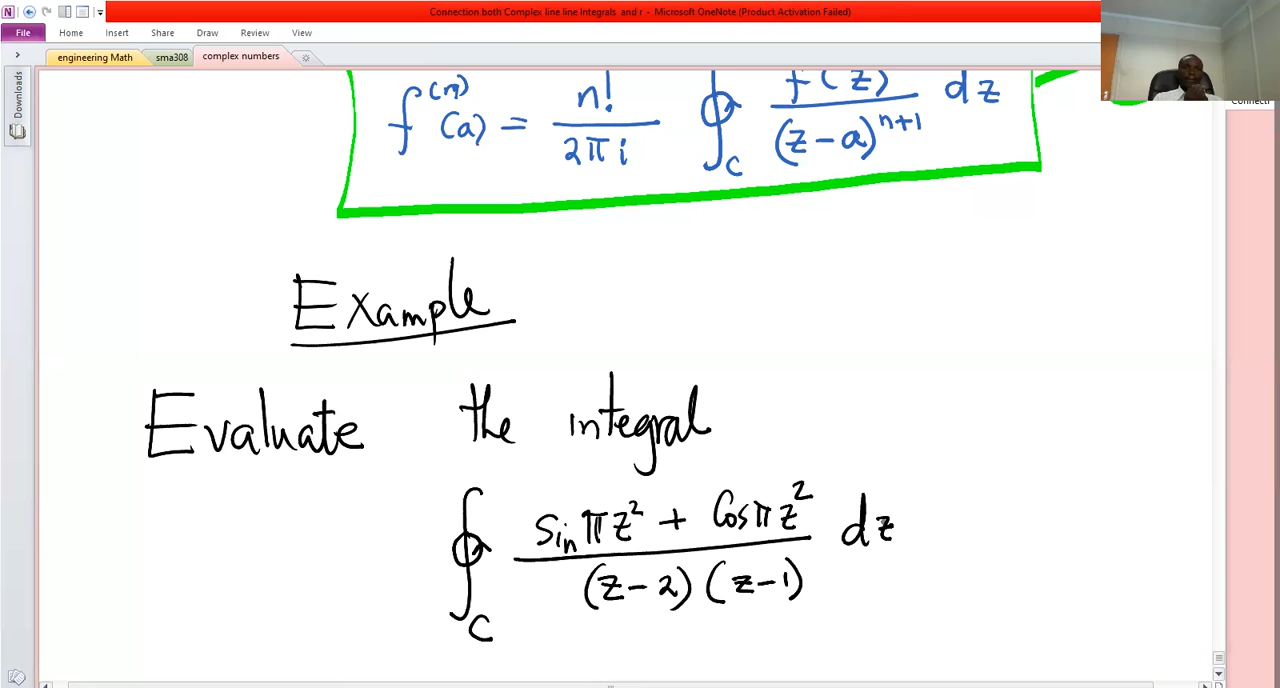 Connection both Complex line line Integrals and r - Microsoft OneNote (Product Activation Failed)
File Home Insert Share Draw Review View
engineering Math sma308 complex numbers
Downloads
f^(n) (a) = n! / 2πi ∮_C f(z) / (z-a)^(n+1) dz
Example
Evaluate the integral
∮_C (sin πz² + Cos πz²) / (z-2)(z-1) dz